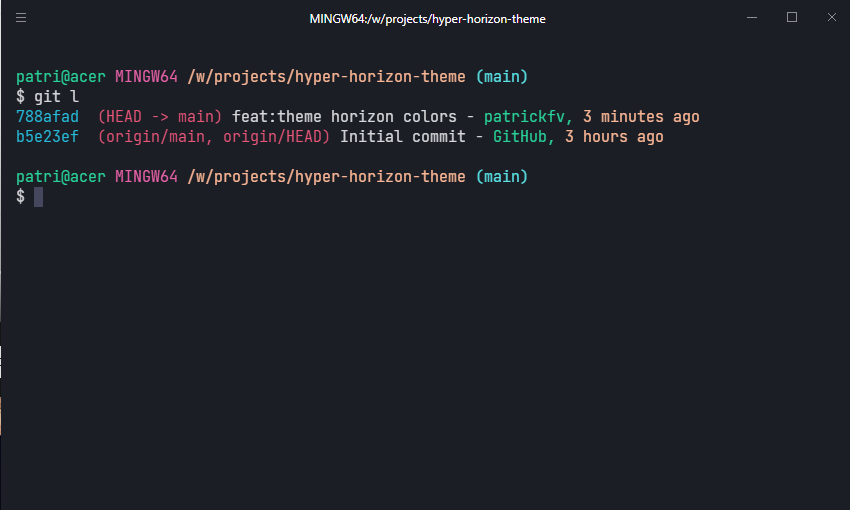 MINGW64:/w/projects/hyper-horizon-theme
patri@acer MINGW64 /w/projects/hyper-horizon-theme (main)
$ git l
788afad  (HEAD -> main) feat:theme horizon colors - patrickfv, 3 minutes ago
b5e23ef  (origin/main, origin/HEAD) Initial commit - GitHub, 3 hours ago
patri@acer MINGW64 /w/projects/hyper-horizon-theme (main)
$